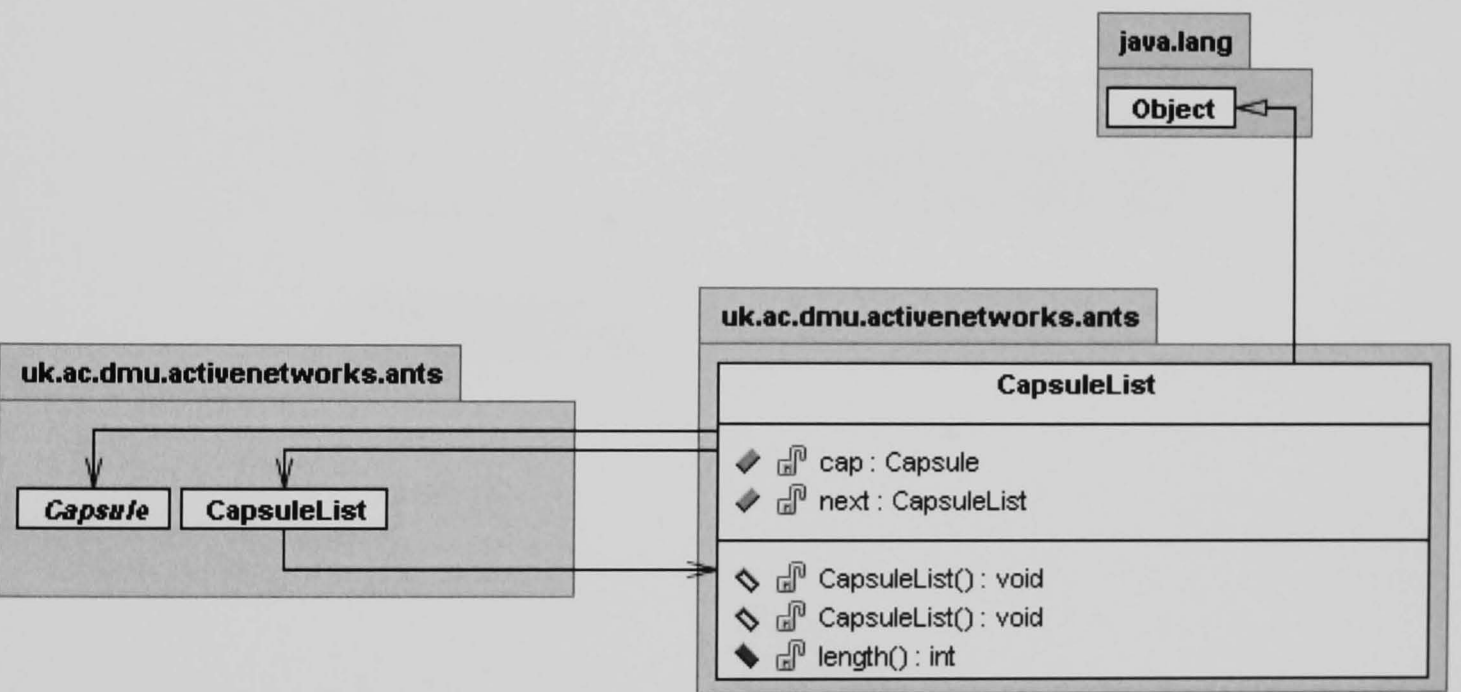 java.lang
Object
uk.ac.dmu.activenetworks.ants
CapsuleList
cap : Capsule
next : CapsuleList
CapsuleList() : void
CapsuleList() : void
length() : int
uk.ac.dmu.activenetworks.ants
Capsule
CapsuleList